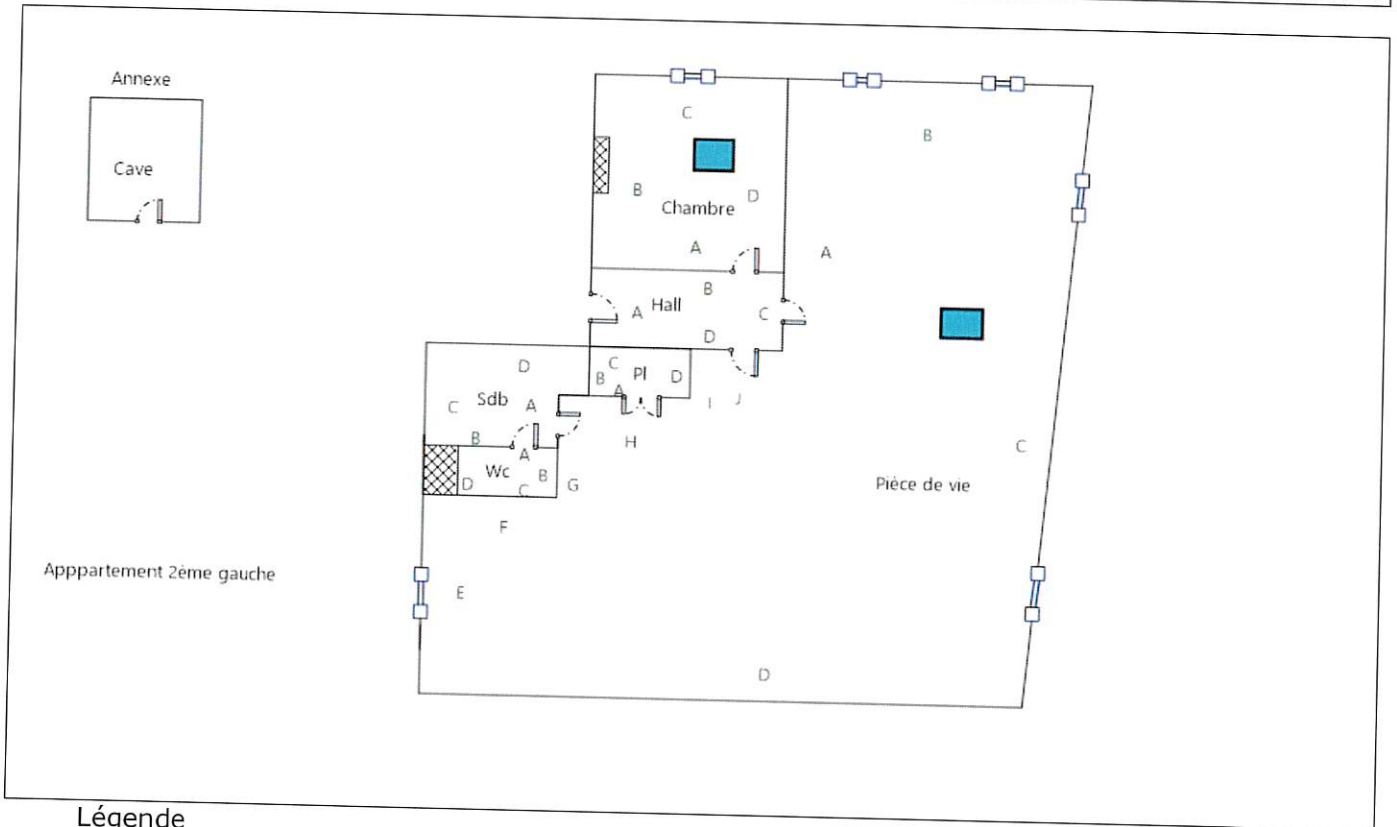 Annexe
Cave
C
B
B
D
Chambre
A
A
B
Hall
A
C
D
D
C
Pl
B
D
A
Sdb
A
C
I
J
B
H
A
C
Wc
B
D
G
C
Pièce de vie
F
Apppartement 2ème gauche
E
D
Légende